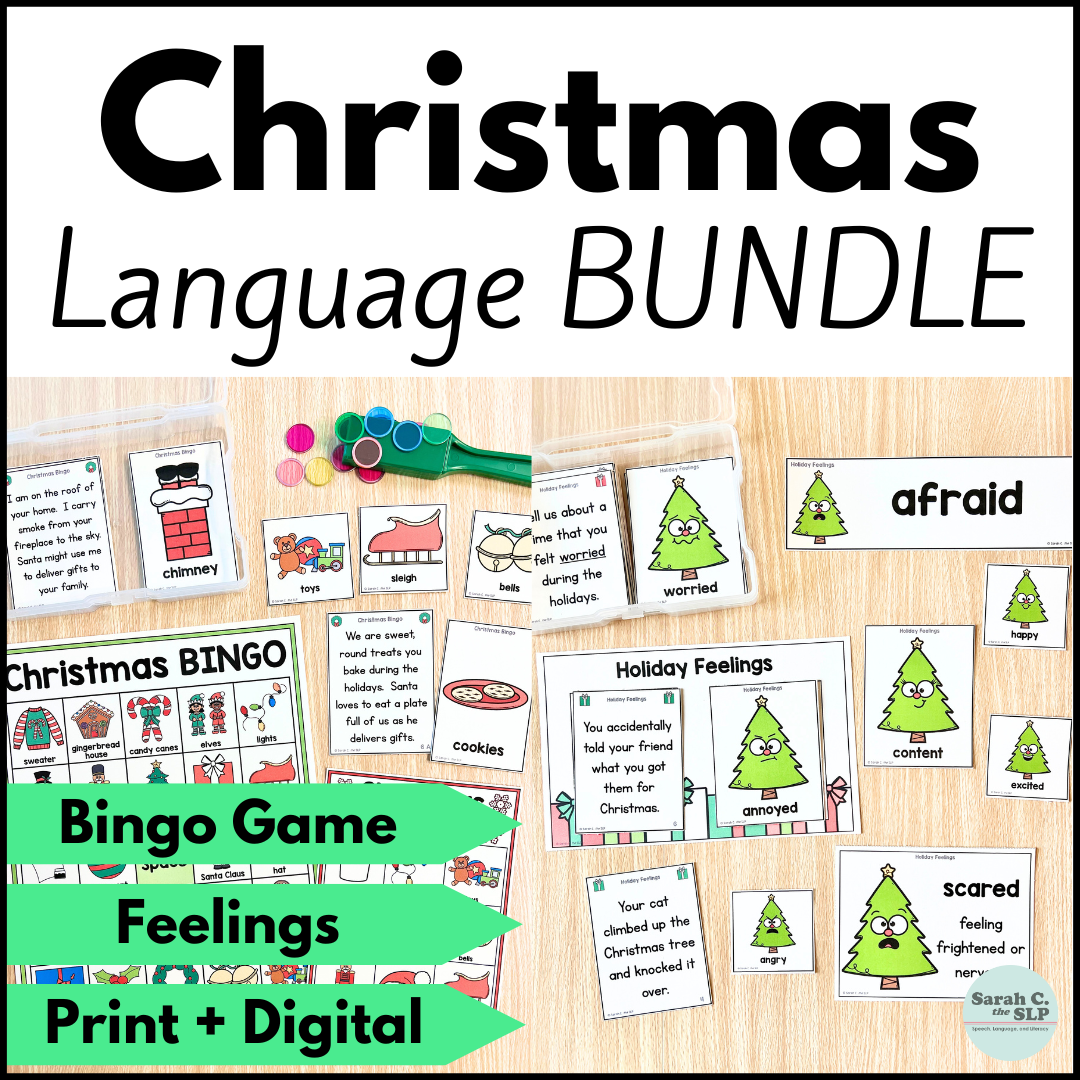 Christmas
Language BUNDLE
Christmas Bingo
I am on the roof of
your home. I carry
smoke from your
fireplace to the sky.
Santa might use me
to deliver gifts to
your family.
Christmas Bingo
chimney
toys
sleigh
bells
Christmas Bingo
We are sweet,
round treats you
bake during the
holidays. Santa
loves to eat a plate
full of us as he
delivers gifts.
Christmas Bingo
cookies
Christmas BINGO
sweater
gingerbread
house
candy canes
elves
lights
Santa Claus
hat
bells
Bingo Game
Feelings
Print + Digital
Holiday Feelings
ell us about a
ime that you
felt worried
during the
holidays.
Holiday Feelings
worried
Holiday Feelings
afraid
happy
Holiday Feelings
content
excited
Holiday Feelings
Holiday Feelings
You accidentally
told your friend
what you got
them for
Christmas.
6
Holiday Feelings
annoyed
Holiday Feelings
Your cat
climbed up the
Christmas tree
and knocked it
over.
angry
Holiday Feelings
scared
feeling
frightened or
Sarah C.
the SLP
Speech, Language, and Literacy